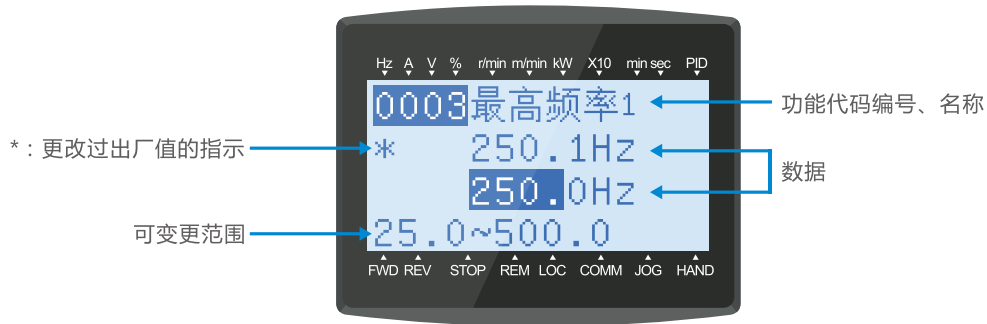 Hz A V % r/min m/min kW X10 min sec PID
0003最高频率1
功能代码编号、名称
*：更改过出厂值的指示
* 250.1Hz
数据
250.0Hz
可变更范围
25.0~500.0
FWD REV STOP REM LOC COMM JOG HAND